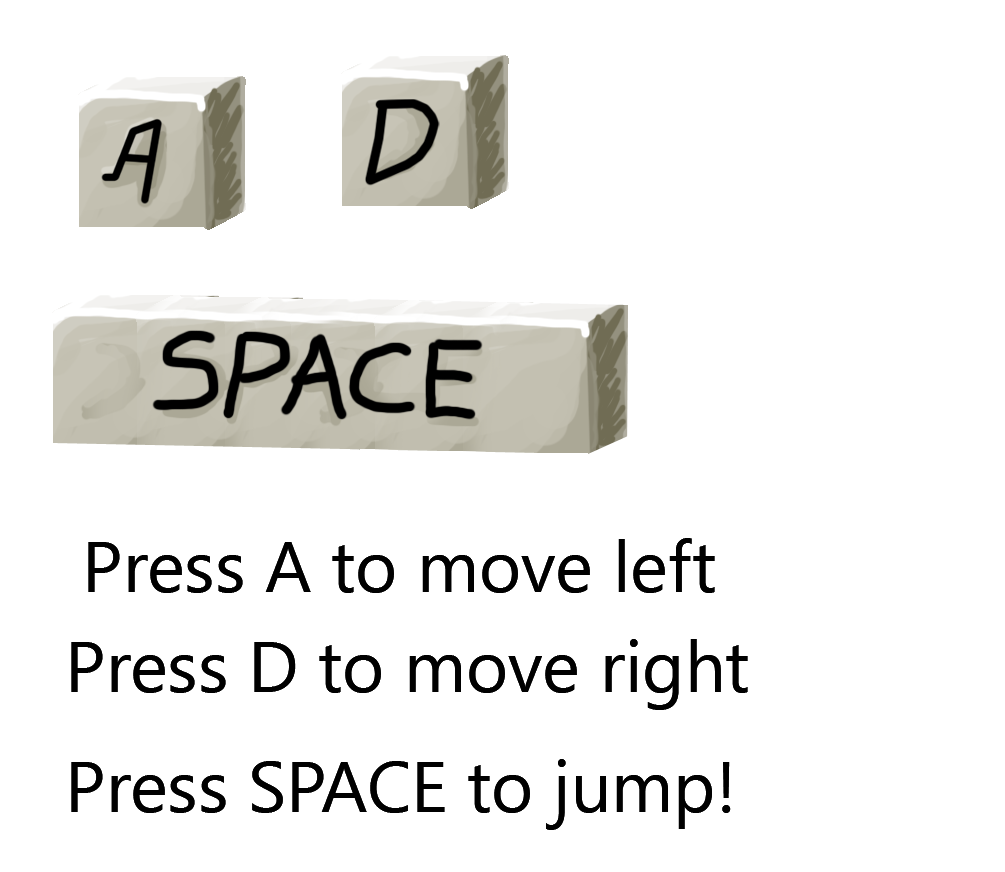 A D
SPACE
Press A to move left
Press D to move right
Press SPACE to jump!